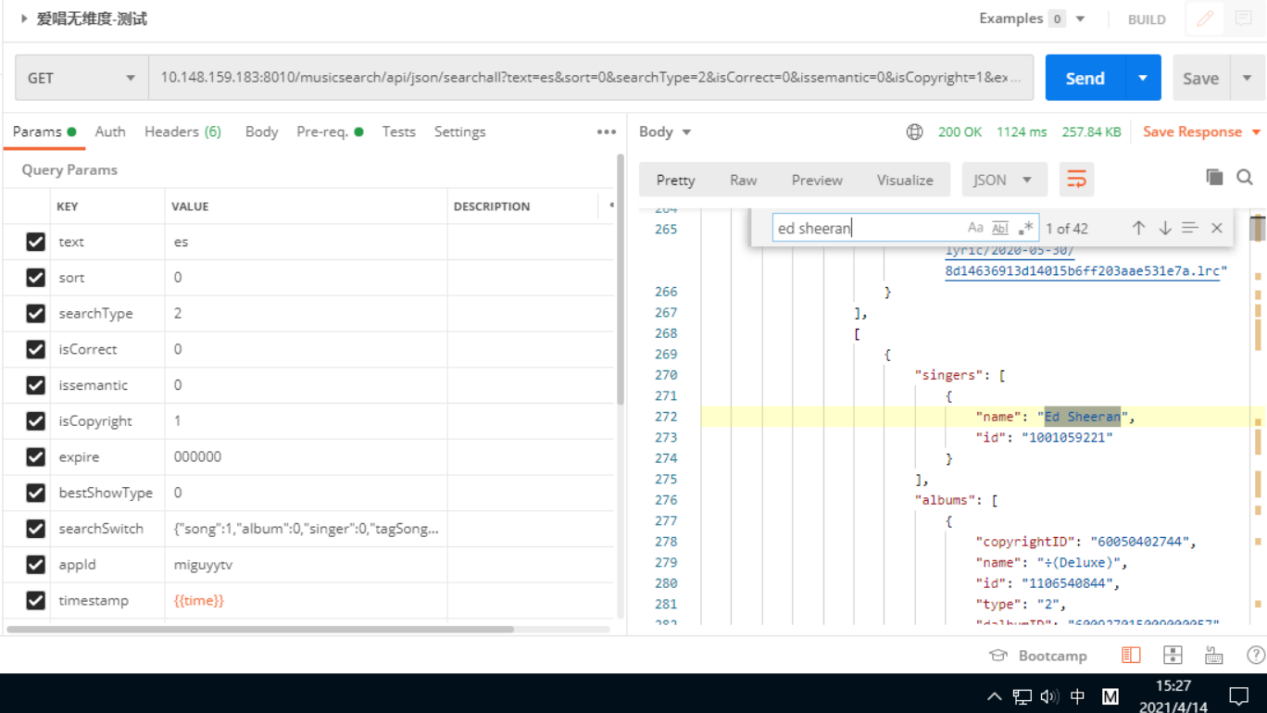 爱唱无维度-测试
Examples 0
BUILD
GET
10.148.159.183:8010/musicsearch/api/json/searchall?text=es&sort=0&searchType=2&isCorrect=0&issemantic=0&isCopyright=1&ex...
Send
Save
Params
Auth
Headers (6)
Body
Pre-req.
Tests
Settings
Body
200 OK
1124 ms
257.84 KB
Save Response
Query Params
Pretty
Raw
Preview
Visualize
JSON
KEY
VALUE
DESCRIPTION
text
es
sort
0
searchType
2
isCorrect
0
issemantic
0
isCopyright
1
expire
000000
bestShowType
0
searchSwitch
{"song":1,"album":0,"singer":0,"tagSong...
appId
miguyytv
timestamp
{{time}}
264
ed sheeran
Aa Abl .*
1 of 42
265
lyric/2020-05-30/
8d14636913d14015b6ff203aae531e7a.lrc"
266 }
267 ],
268 [
269 {
270 "singers": [
271 {
272 "name": "Ed Sheeran",
273 "id": "1001059221"
274 }
275 ],
276 "albums": [
277 {
278 "copyrightID": "60050402744",
279 "name": "÷(Deluxe)",
280 "id": "1106540844",
281 "type": "2",
282 "dalbumID": "600927015009000057"
Bootcamp
中
M
15:27
2021/4/14